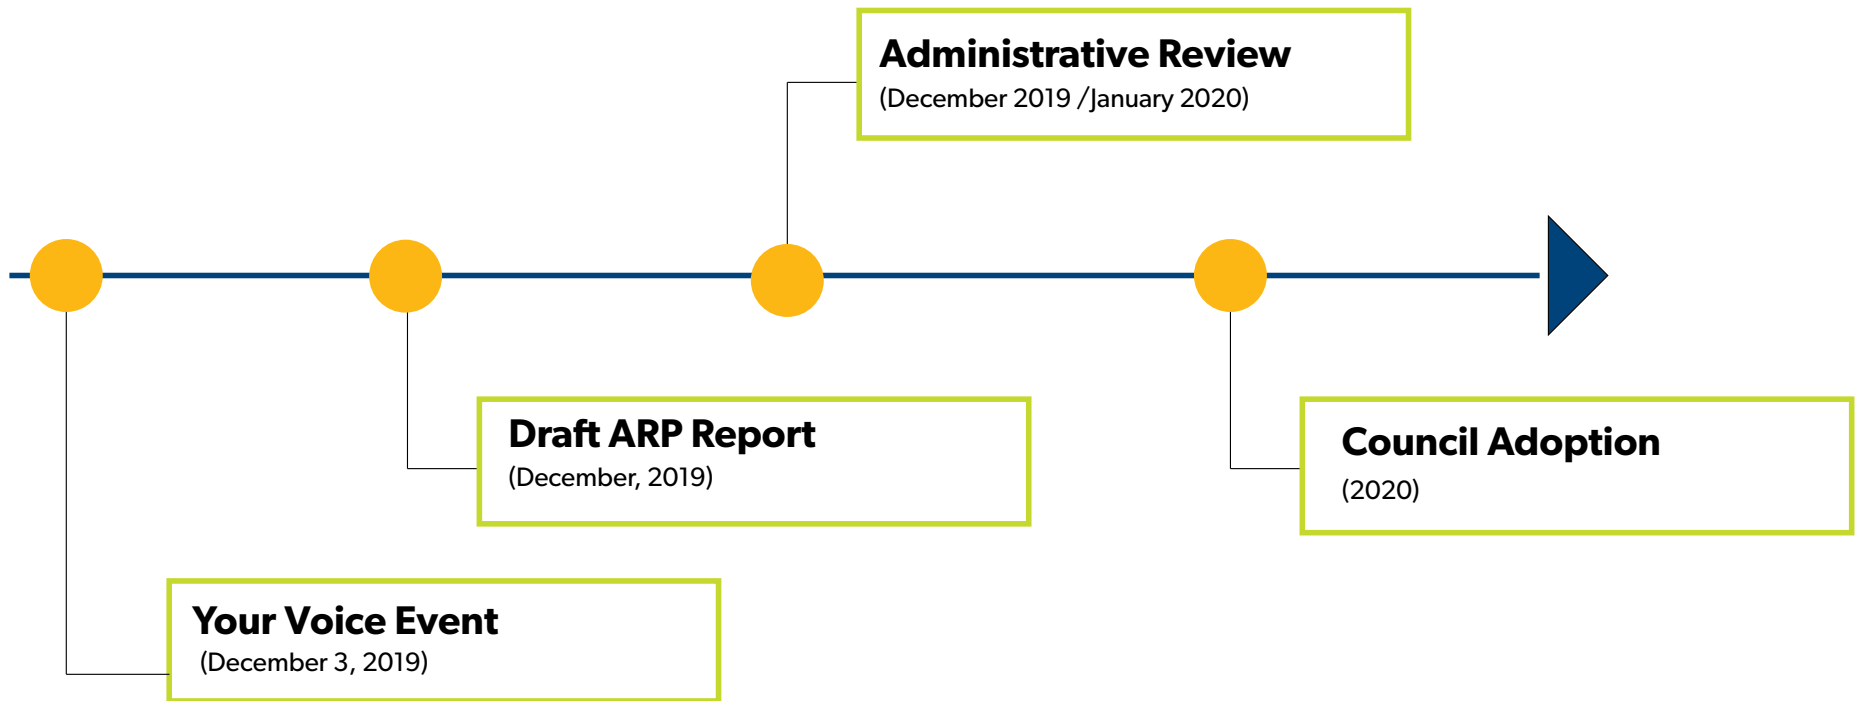 Administrative Review
(December 2019 /January 2020)
Draft ARP Report
(December, 2019)
Council Adoption
(2020)
Your Voice Event
(December 3, 2019)